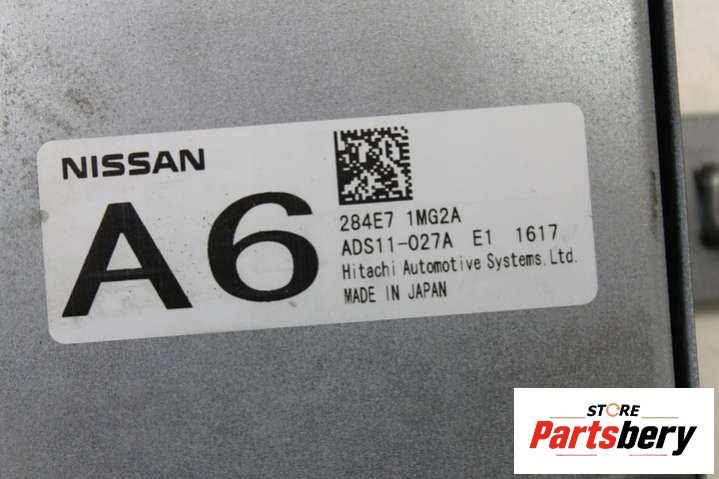 NISSAN
A6
284E7 1MG2A
ADS11-027A E1 1617
Hitachi Automotive Systems, Ltd.
MADE IN JAPAN
STORE
Partsbery